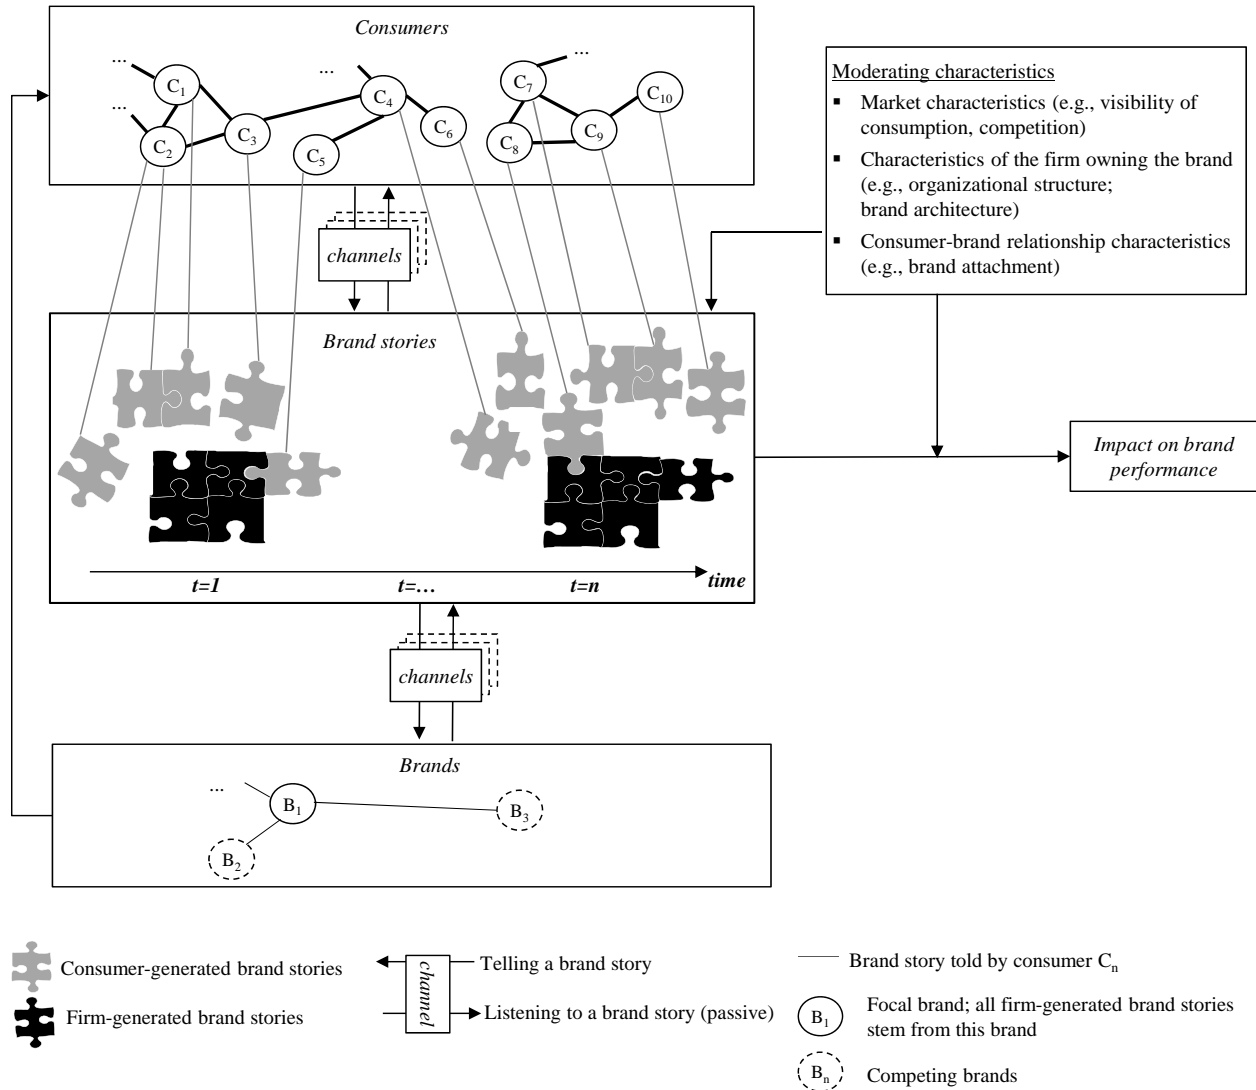 Consumers
...
...
...
...
C1
C2
C3
C4
C5
C6
C7
C8
C9
C10
Moderating characteristics
▪ Market characteristics (e.g., visibility of
consumption, competition)
▪ Characteristics of the firm owning the brand
(e.g., organizational structure;
brand architecture)
▪ Consumer-brand relationship characteristics
(e.g., brand attachment)
channels
Brand stories
t=1
t=...
t=n
time
Impact on brand
performance
channels
Brands
...
B1
B2
B3
Consumer-generated brand stories
Firm-generated brand stories
channel
Telling a brand story
Listening to a brand story (passive)
Brand story told by consumer Cn
B1
Focal brand; all firm-generated brand stories
stem from this brand
Bn
Competing brands